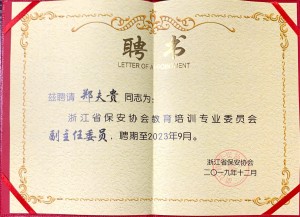 聘书
LETTER OF APPOINTMENT
兹聘请 郑夫贵 同志为:
浙江省保安协会教育培训专业委员会
副主任委员，聘期至2023年9月。
浙江省保安协会
二〇一九年十二月